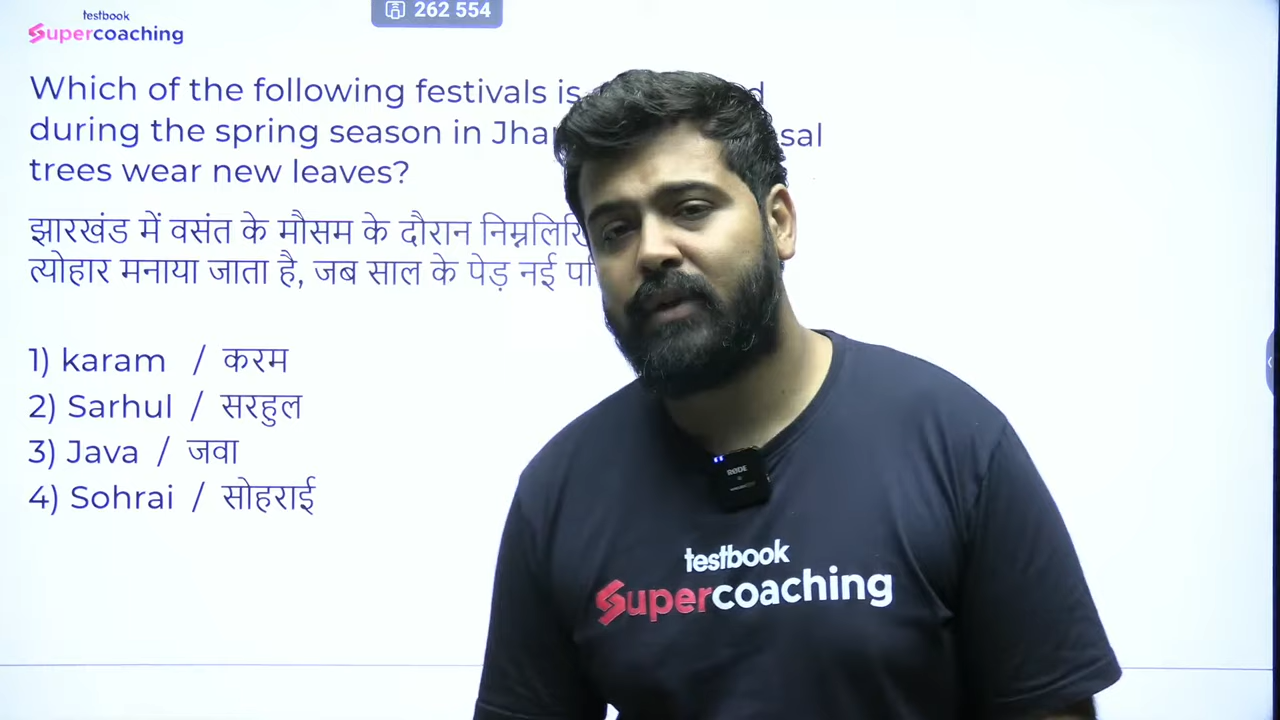 testbook
Supercoaching
262 554
Which of the following festivals is
during the spring season in Jhar sal
trees wear new leaves?
झारखंड में वसंत के मौसम के दौरान
त्योहार मनाया जाता है, जब साल के पेड़ नई
1) karam / करम
2) Sarhul / सरहुल
3) Java / जवा
4) Sohrai / सोहराई
RØDE
testbook
Supercoaching